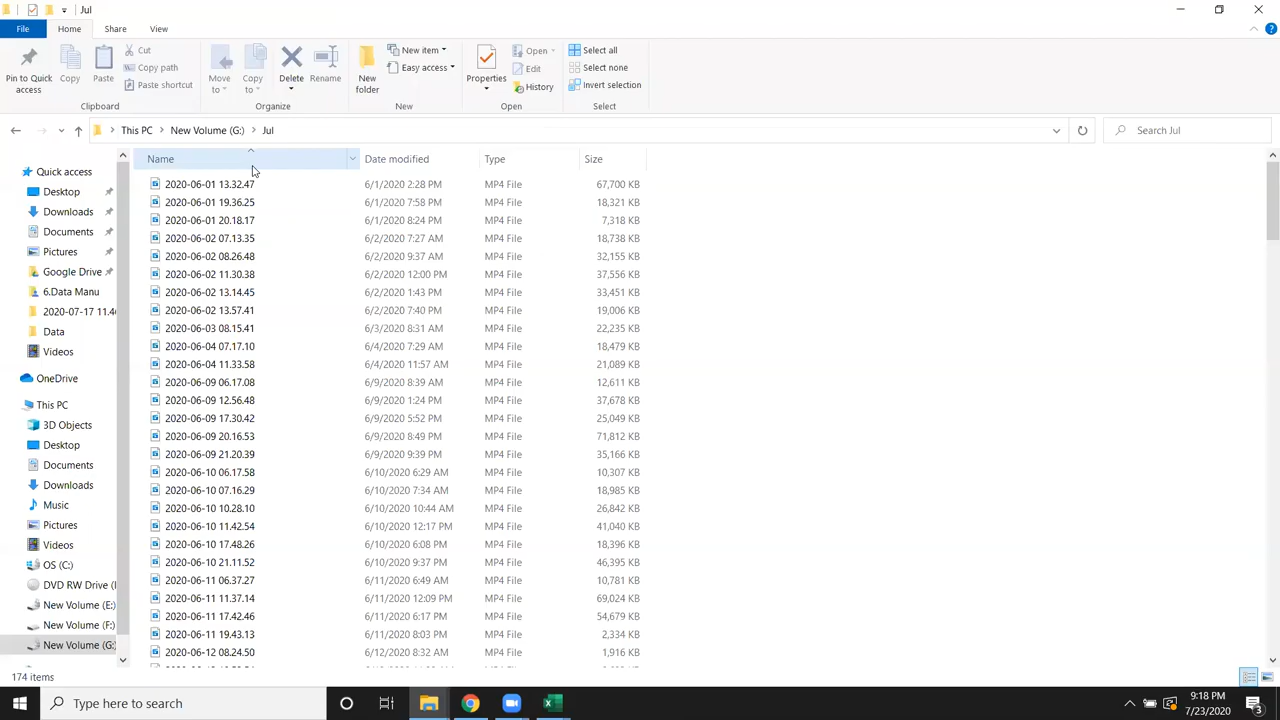 Jul
File Home Share View
Pin to Quick access
Copy
Paste
Cut
Copy path
Paste shortcut
Clipboard
Move to
Copy to
Delete
Rename
Organize
New folder
New item
Easy access
New
Properties
Open
Edit
History
Open
Select all
Select none
Invert selection
Select
This PC New Volume (G:) Jul
Search Jul
Quick access
Desktop
Downloads
Documents
Pictures
Google Drive
6.Data Manu
2020-07-17 11.4
Data
Videos
OneDrive
This PC
3D Objects
Desktop
Documents
Downloads
Music
Pictures
Videos
OS (C:)
DVD RW Drive (
New Volume (E:)
New Volume (F:)
New Volume (G:
Name Date modified Type Size
2020-06-01 13.32.47 6/1/2020 2:28 PM MP4 File 67,700 KB
2020-06-01 19.36.25 6/1/2020 7:58 PM MP4 File 18,321 KB
2020-06-01 20.18.17 6/1/2020 8:24 PM MP4 File 7,318 KB
2020-06-02 07.13.35 6/2/2020 7:27 AM MP4 File 18,738 KB
2020-06-02 08.26.48 6/2/2020 9:37 AM MP4 File 32,155 KB
2020-06-02 11.30.38 6/2/2020 12:00 PM MP4 File 37,556 KB
2020-06-02 13.14.45 6/2/2020 1:43 PM MP4 File 33,451 KB
2020-06-02 13.57.41 6/2/2020 7:40 PM MP4 File 19,006 KB
2020-06-03 08.15.41 6/3/2020 8:31 AM MP4 File 22,235 KB
2020-06-04 07.17.10 6/4/2020 7:29 AM MP4 File 18,479 KB
2020-06-04 11.33.58 6/4/2020 11:57 AM MP4 File 21,089 KB
2020-06-09 06.17.08 6/9/2020 8:39 AM MP4 File 12,611 KB
2020-06-09 12.56.48 6/9/2020 1:24 PM MP4 File 37,678 KB
2020-06-09 17.30.42 6/9/2020 5:52 PM MP4 File 25,049 KB
2020-06-09 20.16.53 6/9/2020 8:49 PM MP4 File 71,812 KB
2020-06-09 21.20.39 6/9/2020 9:39 PM MP4 File 35,166 KB
2020-06-10 06.17.58 6/10/2020 6:29 AM MP4 File 10,307 KB
2020-06-10 07.16.29 6/10/2020 7:34 AM MP4 File 18,985 KB
2020-06-10 10.28.10 6/10/2020 10:44 AM MP4 File 26,842 KB
2020-06-10 11.42.54 6/10/2020 12:17 PM MP4 File 41,040 KB
2020-06-10 17.48.26 6/10/2020 6:08 PM MP4 File 18,396 KB
2020-06-10 21.11.52 6/10/2020 9:37 PM MP4 File 46,395 KB
2020-06-11 06.37.27 6/11/2020 6:49 AM MP4 File 10,781 KB
2020-06-11 11.37.14 6/11/2020 12:09 PM MP4 File 69,024 KB
2020-06-11 17.42.46 6/11/2020 6:17 PM MP4 File 54,679 KB
2020-06-11 19.43.13 6/11/2020 8:03 PM MP4 File 2,334 KB
2020-06-12 08.24.50 6/12/2020 8:32 AM MP4 File 1,916 KB
174 items
Type here to search
9:18 PM
7/23/2020
3